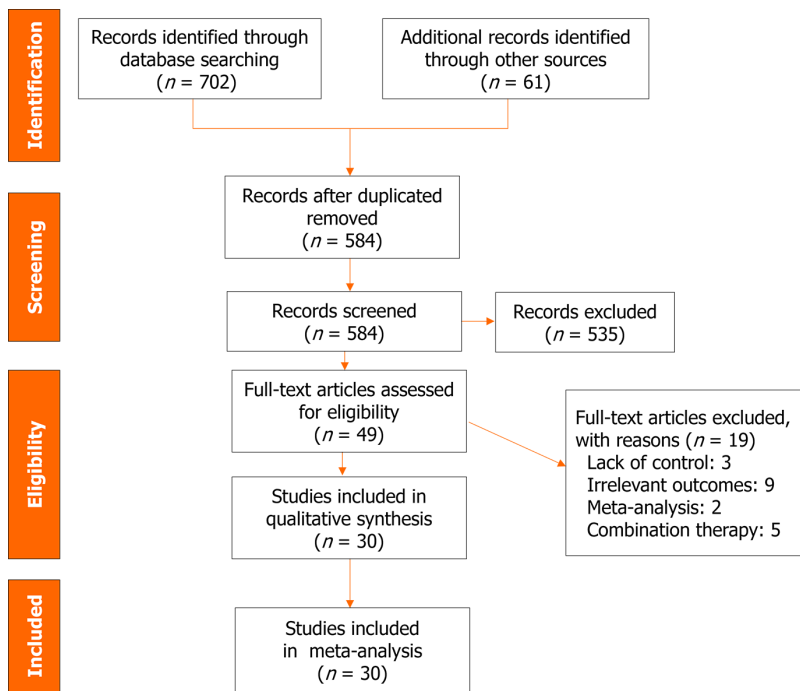 Identification
Records identified through
database searching
(n = 702)
Additional records identified
through other sources
(n = 61)
Screening
Records after duplicated
removed
(n = 584)
Records screened
(n = 584)
Records excluded
(n = 535)
Eligibility
Full-text articles assessed
for eligibility
(n = 49)
Full-text articles excluded,
with reasons (n = 19)
Lack of control: 3
Irrelevant outcomes: 9
Meta-analysis: 2
Combination therapy: 5
Studies included in
qualitative synthesis
(n = 30)
Included
Studies included
in meta-analysis
(n = 30)